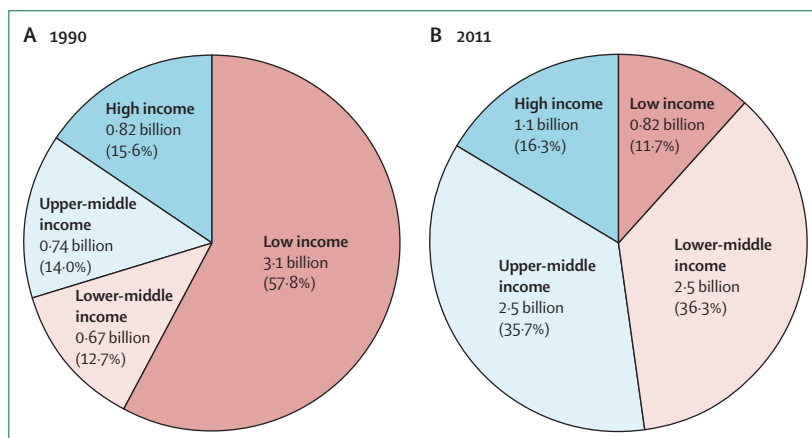 A 1990
High income
0·82 billion
(15·6%)
Upper-middle
income
0·74 billion
(14·0%)
Lower-middle
income
0·67 billion
(12·7%)
Low income
3·1 billion
(57·8%)
B 2011
High income
1·1 billion
(16·3%)
Low income
0·82 billion
(11·7%)
Upper-middle
income
2·5 billion
(35·7%)
Lower-middle
income
2·5 billion
(36·3%)